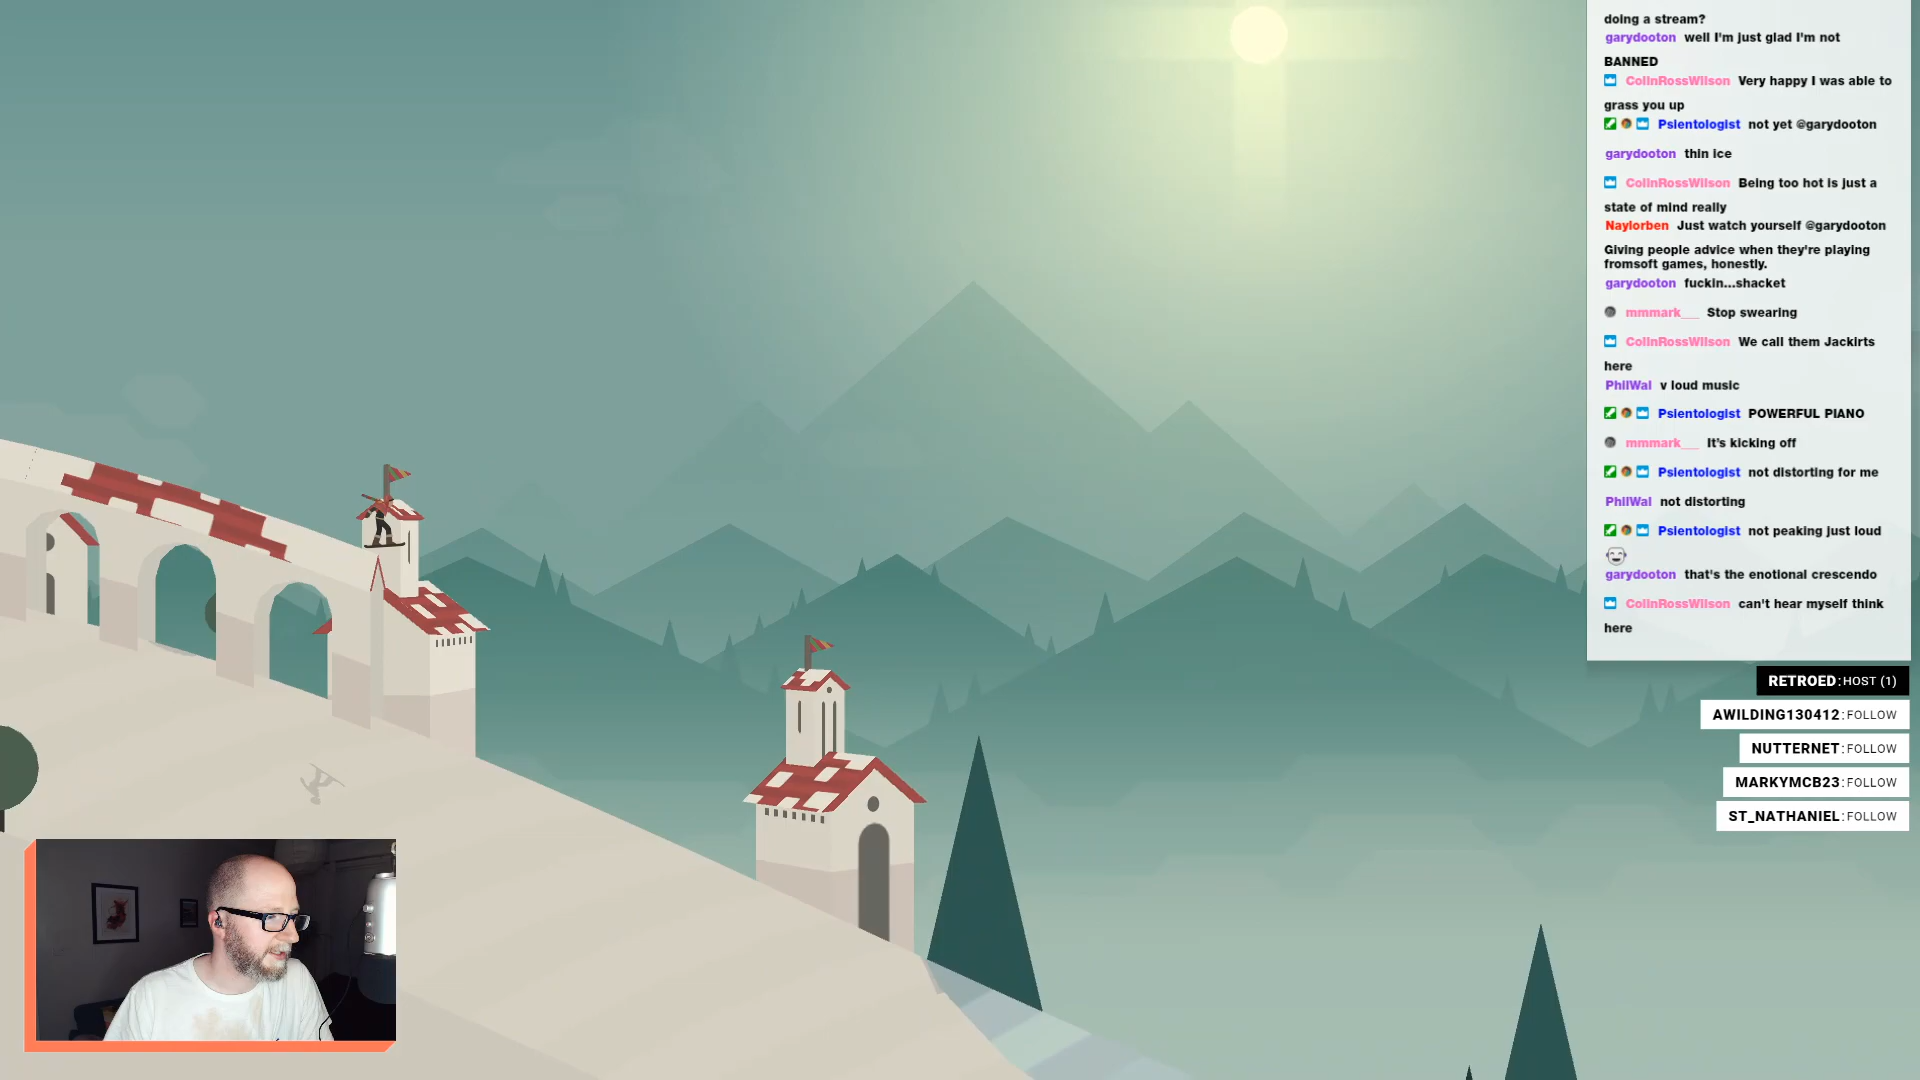 doing a stream?
garydooton well I'm just glad I'm not
BANNED
ColinRossWilson Very happy I was able to
grass you up
Psientologist not yet @garydooton
garydooton thin ice
ColinRossWilson Being too hot is just a
state of mind really
Naylorben Just watch yourself @garydooton
Giving people advice when they're playing
fromsoft games, honestly.
garydooton fuckin...shacket
mmmark___ Stop swearing
ColinRossWilson We call them Jackirts
here
PhilWal v loud music
Psientologist POWERFUL PIANO
mmmark___ It's kicking off
Psientologist not distorting for me
PhilWal not distorting
Psientologist not peaking just loud
garydooton that's the enotional crescendo
ColinRossWilson can't hear myself think
here
RETROED:HOST (1)
AWILDING130412:FOLLOW
NUTTERNET:FOLLOW
MARKYMCB23:FOLLOW
ST_NATHANIEL:FOLLOW